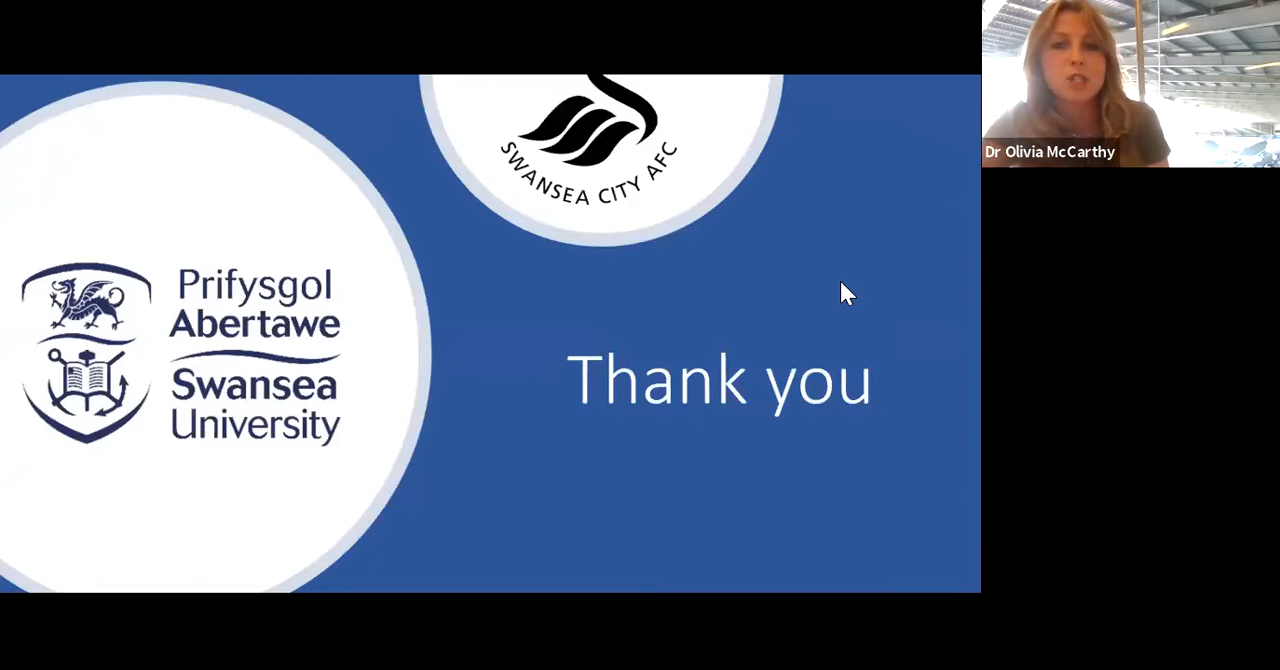 SWANSEA CITY AFC
Prifysgol
Abertawe
Swansea
University
Thank you
Dr Olivia McCarthy